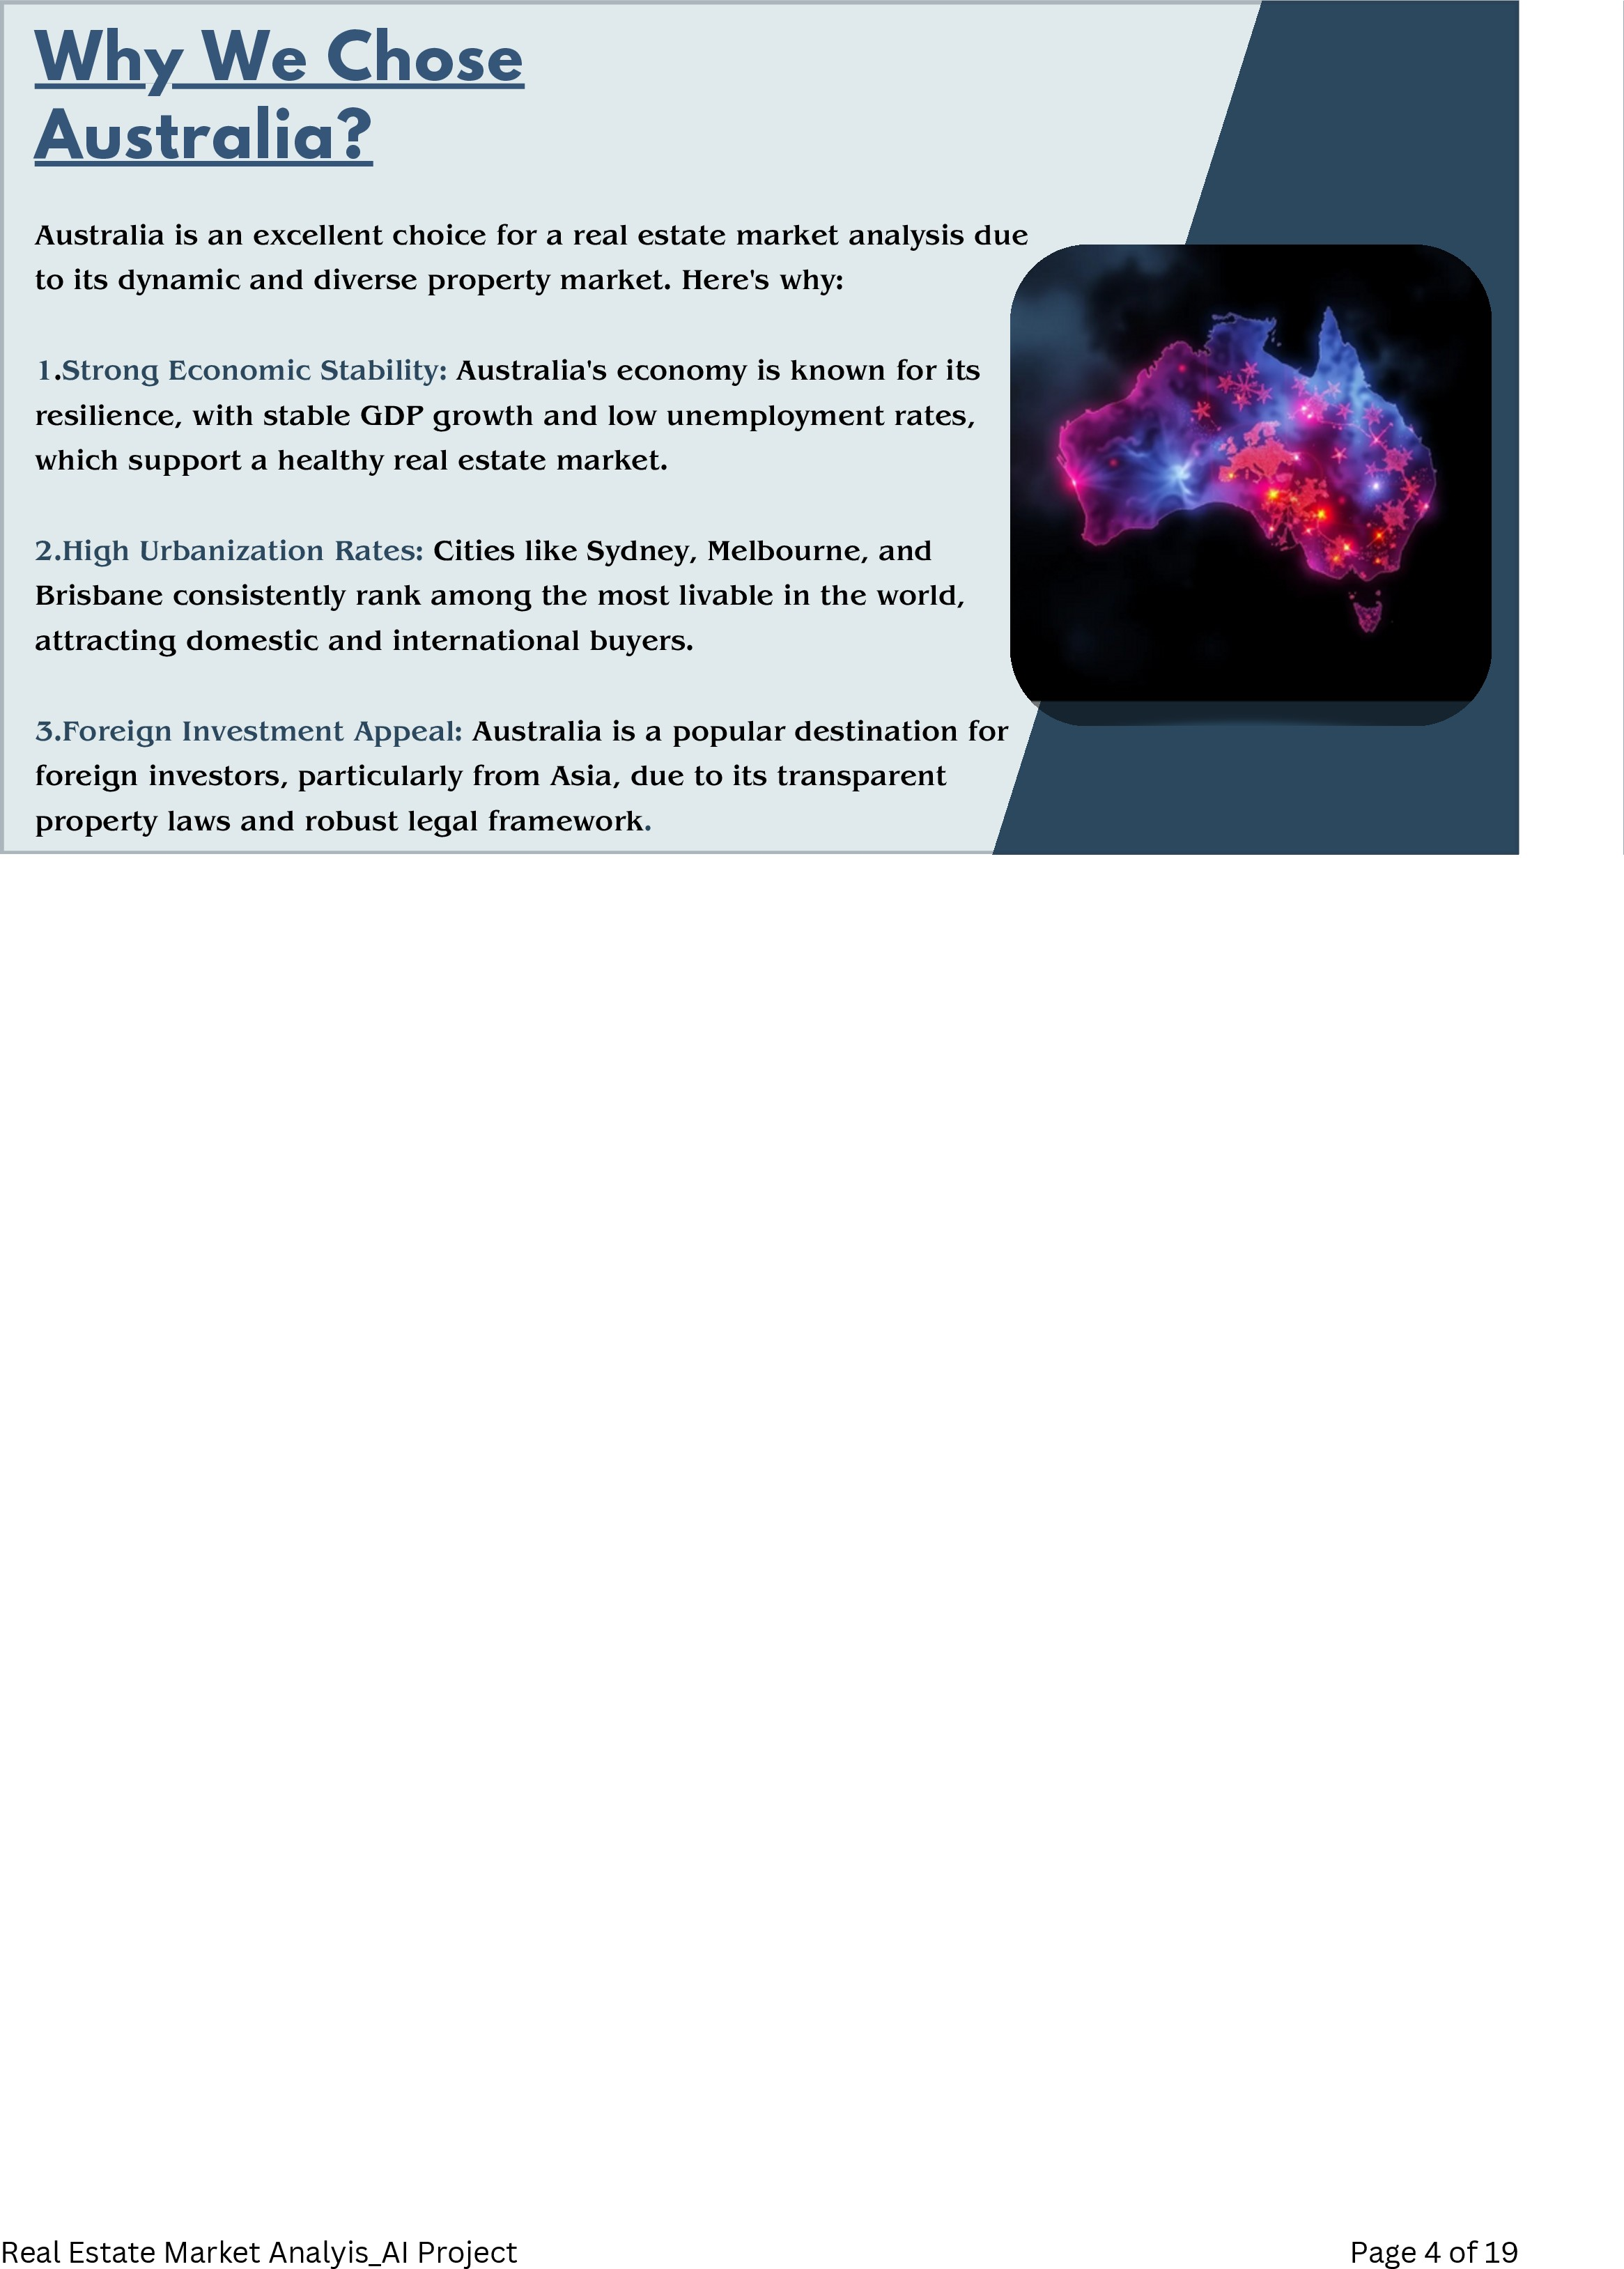 Why We Chose
Australia?
Australia is an excellent choice for a real estate market analysis due
to its dynamic and diverse property market. Here's why:
1.Strong Economic Stability: Australia's economy is known for its
resilience, with stable GDP growth and low unemployment rates,
which support a healthy real estate market.
2.High Urbanization Rates: Cities like Sydney, Melbourne, and
Brisbane consistently rank among the most livable in the world,
attracting domestic and international buyers.
3.Foreign Investment Appeal: Australia is a popular destination for
foreign investors, particularly from Asia, due to its transparent
property laws and robust legal framework.
Real Estate Market Analyis_AI Project
Page 4 of 19